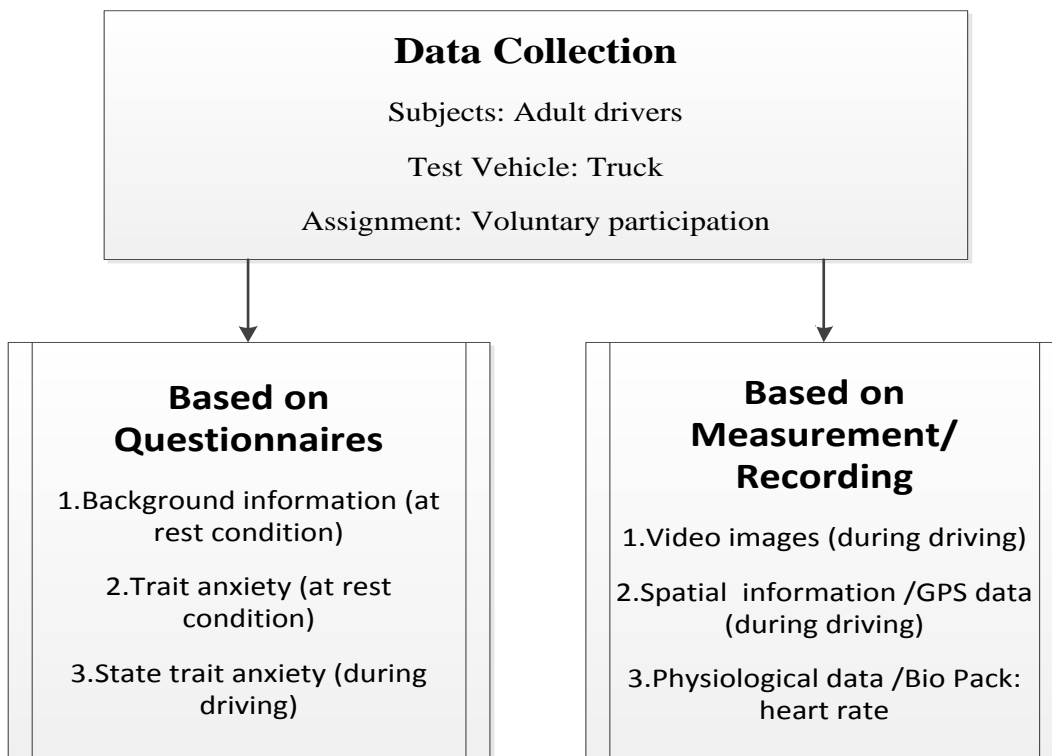 Data Collection
Subjects: Adult drivers
Test Vehicle: Truck
Assignment: Voluntary participation
Based on
Questionnaires
1.Background information (at
rest condition)
2.Trait anxiety (at rest
condition)
3.State trait anxiety (during
driving)
Based on
Measurement/
Recording
1.Video images (during driving)
2.Spatial  information /GPS data
(during driving)
3.Physiological data /Bio Pack:
heart rate